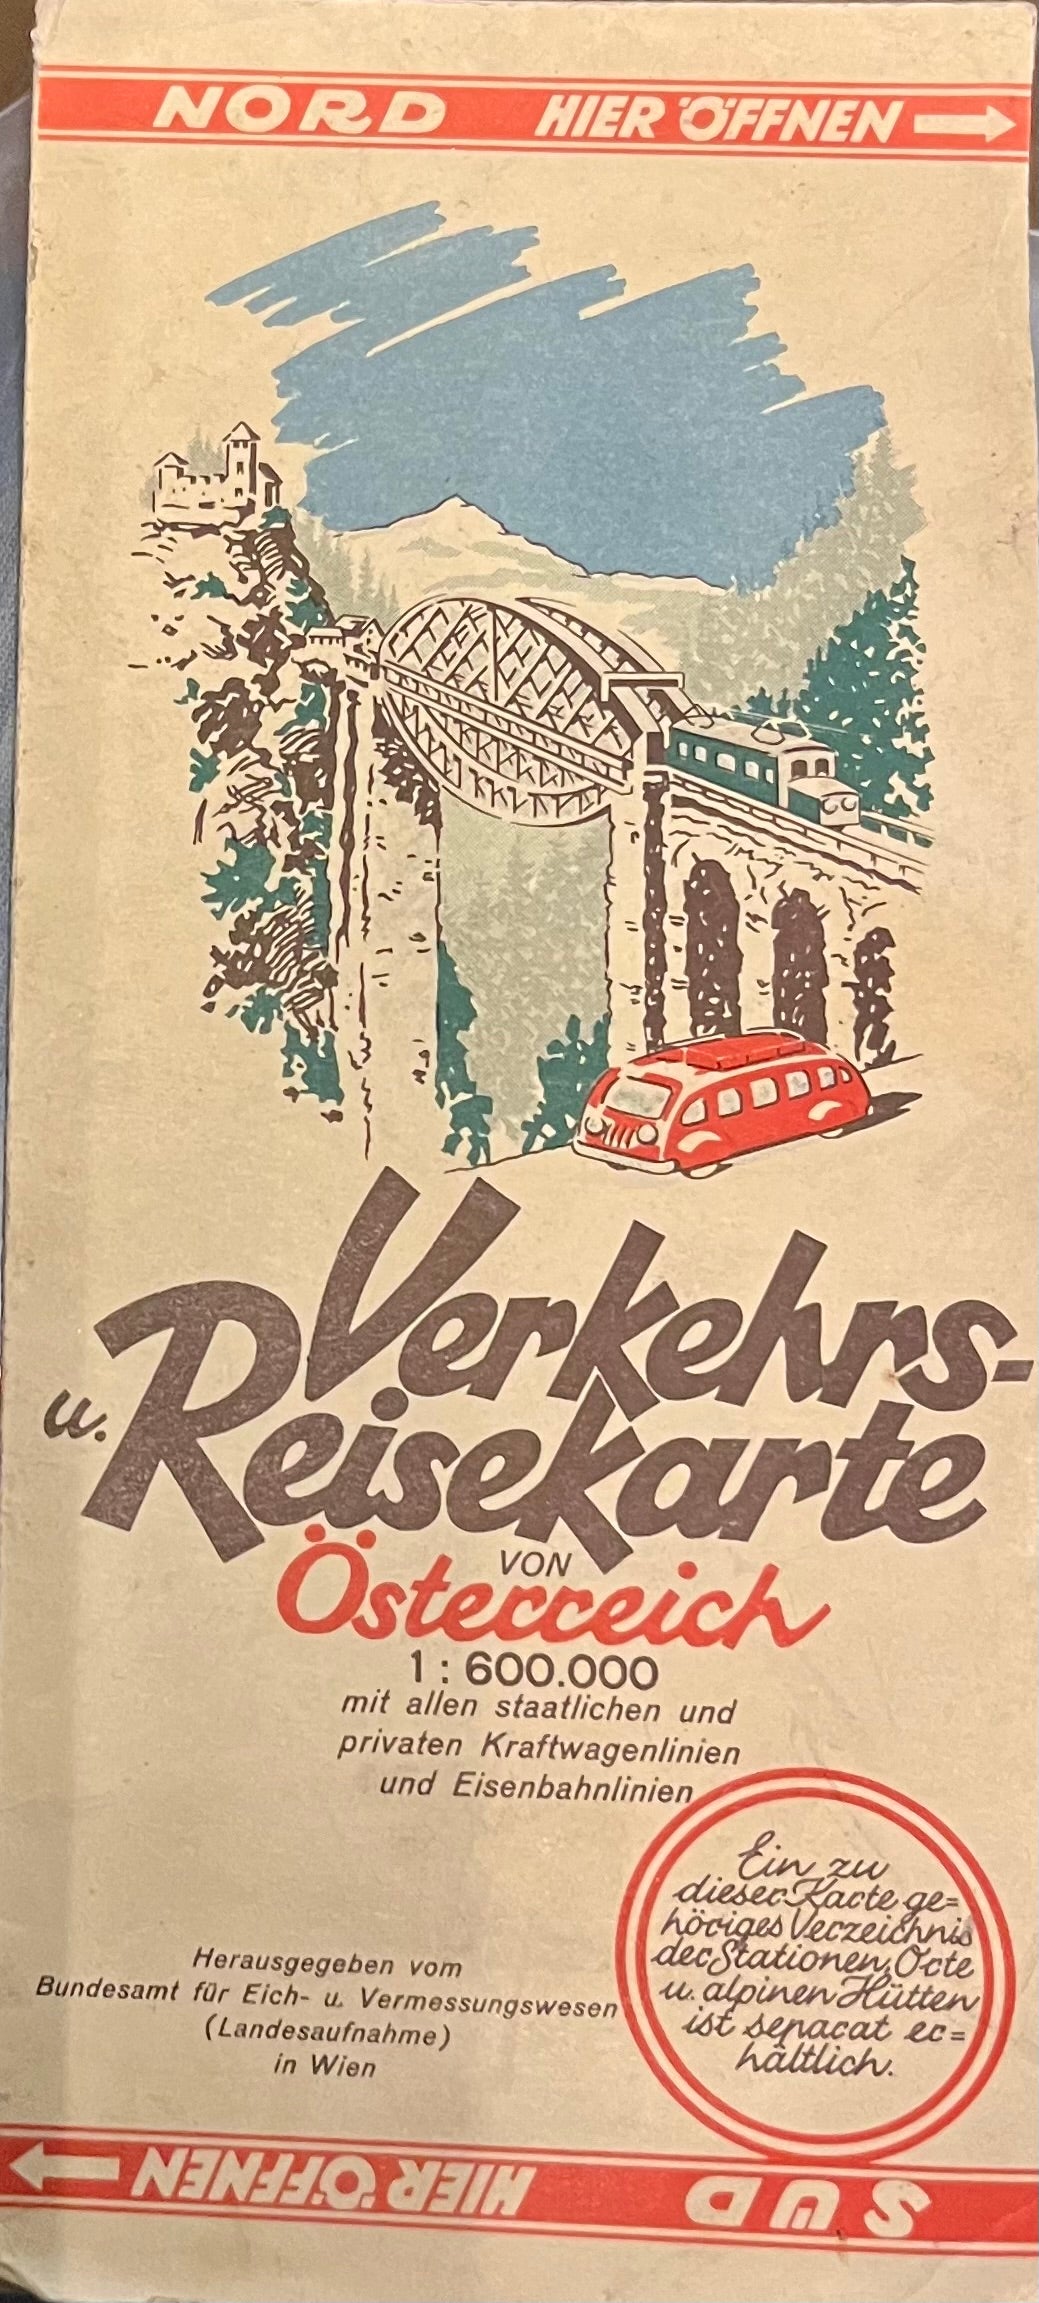 NORD HIER ÖFFNEN
Verkehrs-
u. Reisekarte
VON
Österreich
1 : 600.000
mit allen staatlichen und
privaten Kraftwagenlinien
und Eisenbahnlinien
Ein zu
dieser Karte ge=
höriges Verzeichnis
der Stationen, Orte
u. alpinen Hütten
ist separat er=
hältlich.
Herausgegeben vom
Bundesamt für Eich- u. Vermessungswesen
(Landesaufnahme)
in Wien
SÜD HIER ÖFFNEN